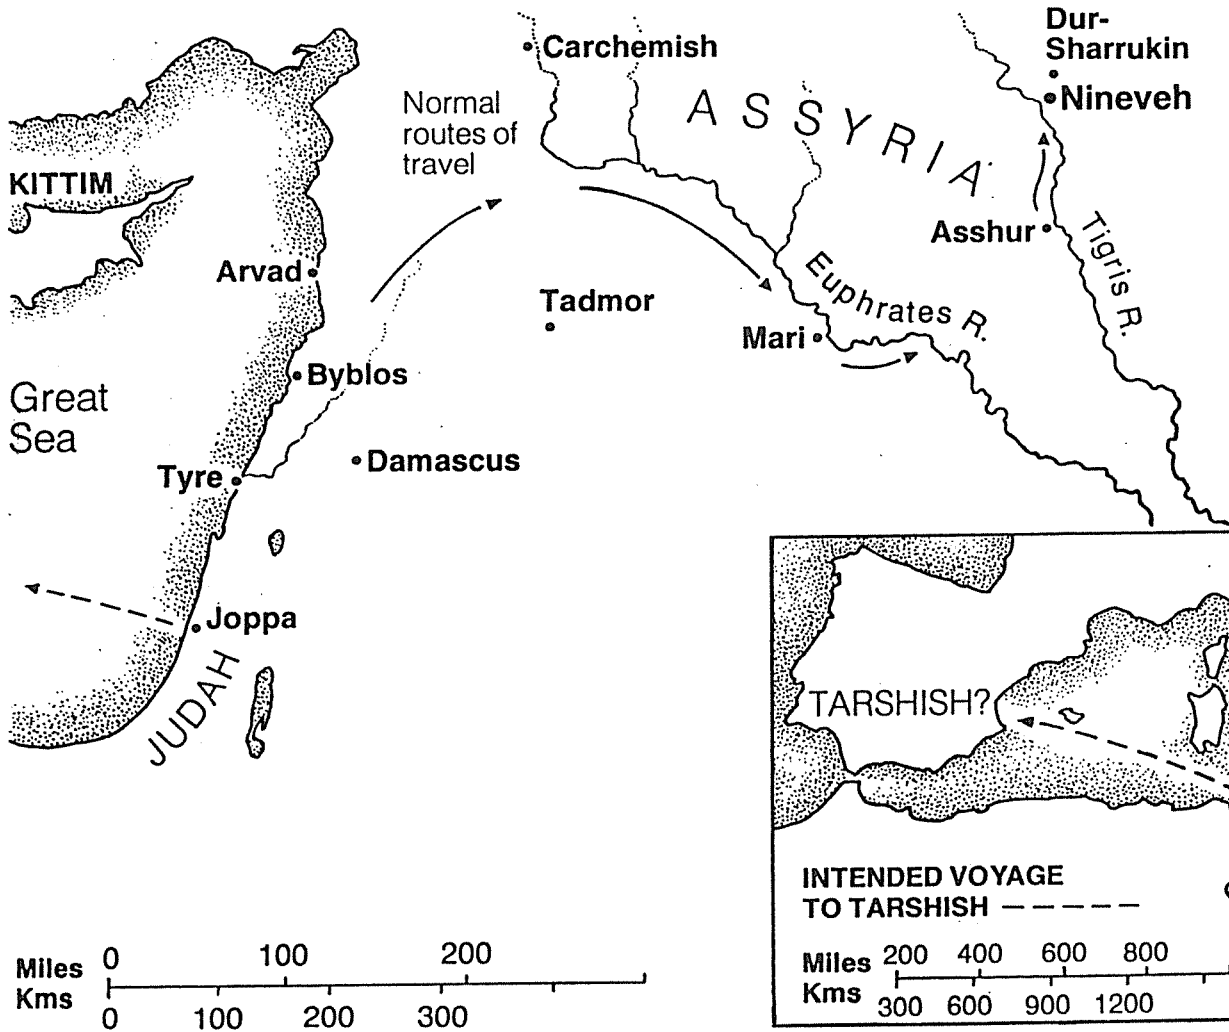 Dur-
Sharrukin
Carchemish
Nineveh
Normal
routes of
travel
ASSYRIA
KITTIM
Asshur
Tigris R.
Arvad
Euphrates R.
Tadmor
Mari
Byblos
Great
Sea
Damascus
Tyre
Joppa
JUDAH
TARSHISH?
INTENDED VOYAGE
TO TARSHISH
Miles 0 100 200
Kms 0 100 200 300
Miles 200 400 600 800
Kms 300 600 900 1200